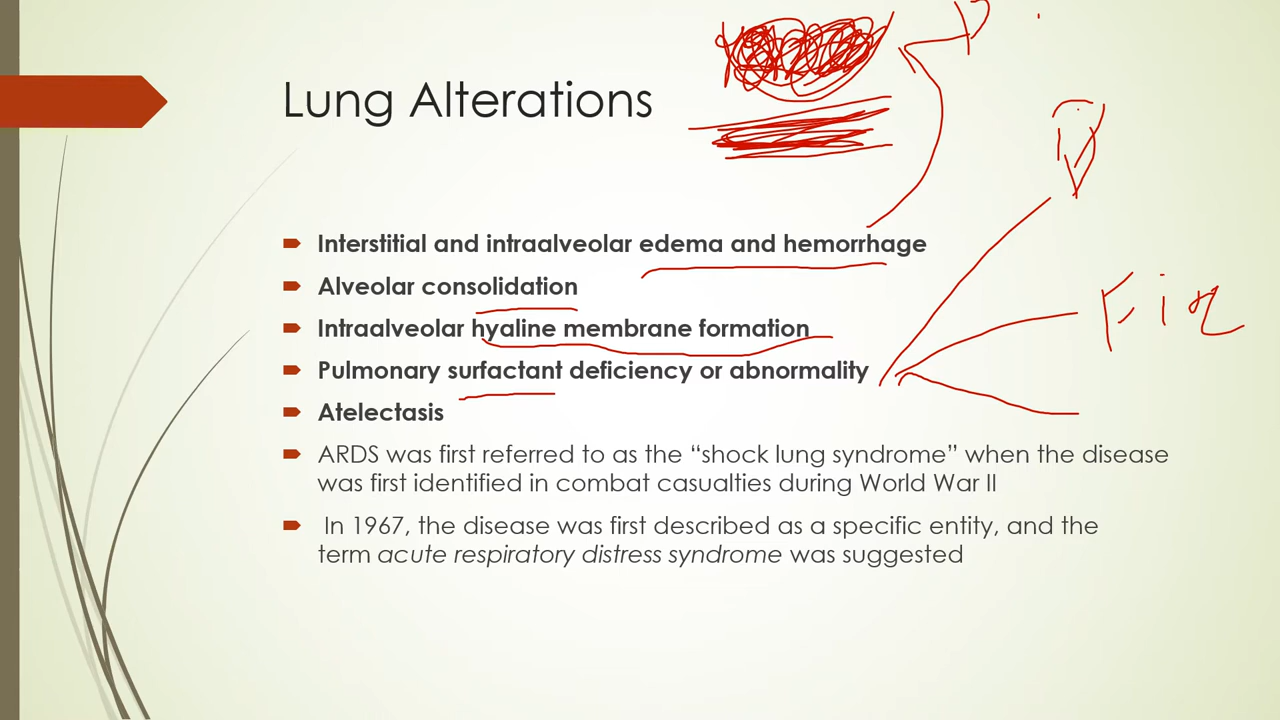 Lung Alterations
Interstitial and intraalveolar edema and hemorrhage
Alveolar consolidation
Intraalveolar hyaline membrane formation
Pulmonary surfactant deficiency or abnormality
Atelectasis
ARDS was first referred to as the “shock lung syndrome” when the disease
was first identified in combat casualties during World War II
In 1967, the disease was first described as a specific entity, and the
term acute respiratory distress syndrome was suggested